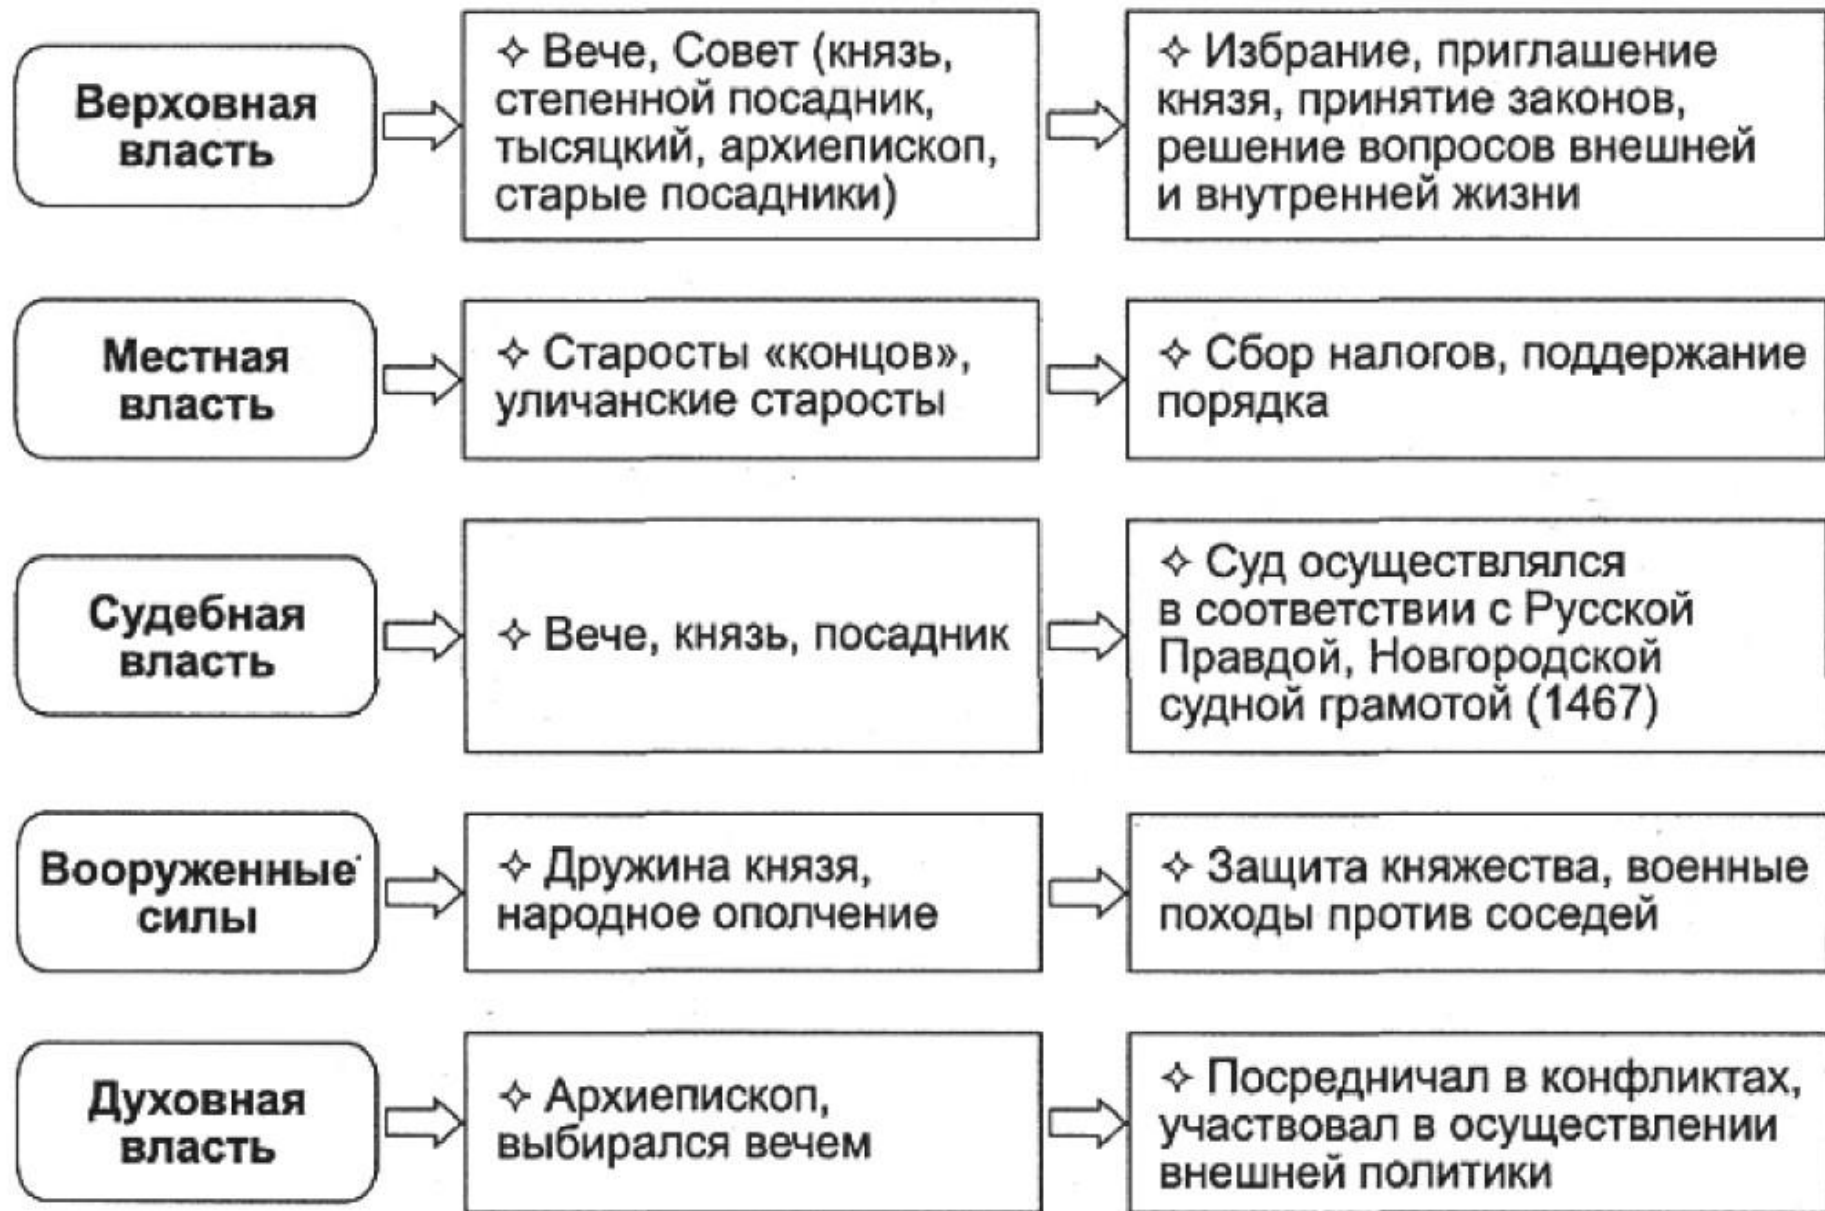 Верховная
власть
✧ Вече, Совет (князь,
степенной посадник,
тысяцкий, архиепископ,
старые посадники)
✧ Избрание, приглашение
князя, принятие законов,
решение вопросов внешней
и внутренней жизни
Местная
власть
✧ Старосты «концов»,
уличанские старосты
✧ Сбор налогов, поддержание
порядка
Судебная
власть
✧ Вече, князь, посадник
✧ Суд осуществлялся
в соответствии с Русской
Правдой, Новгородской
судной грамотой (1467)
Вооруженные
силы
✧ Дружина князя,
народное ополчение
✧ Защита княжества, военные
походы против соседей
Духовная
власть
✧ Архиепископ,
выбирался вечем
✧ Посредничал в конфликтах,
участвовал в осуществлении
внешней политики